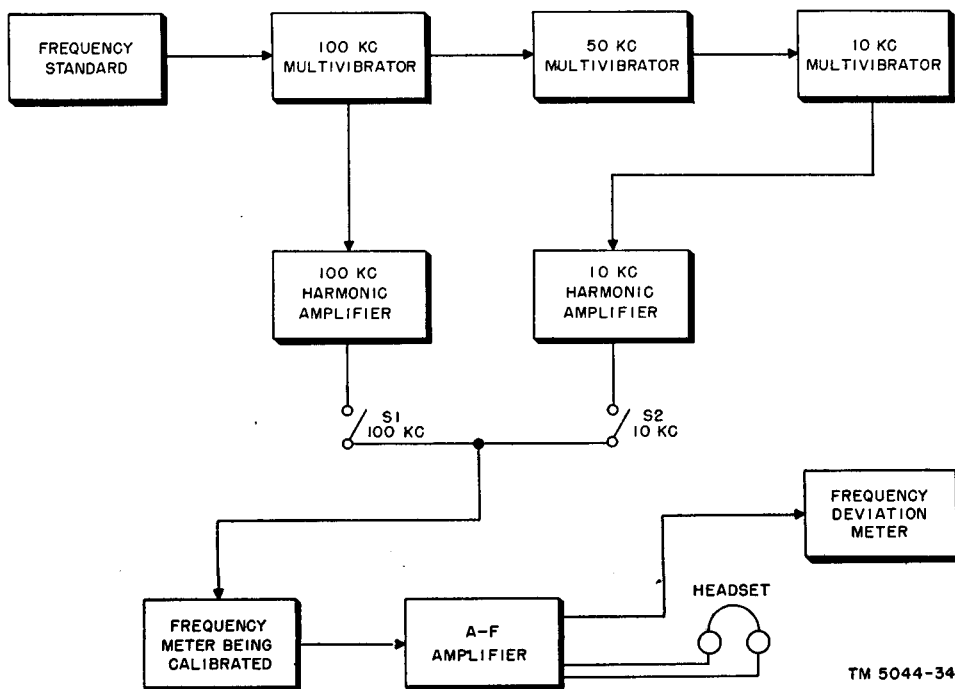 FREQUENCY
STANDARD
100 KC
MULTIVIBRATOR
50 KC
MULTIVIBRATOR
10 KC
MULTIVIBRATOR
100 KC
HARMONIC
AMPLIFIER
10 KC
HARMONIC
AMPLIFIER
S1
100 KC
S2
10 KC
FREQUENCY
DEVIATION
METER
HEADSET
FREQUENCY
METER BEING
CALIBRATED
A-F
AMPLIFIER
TM 5044-34